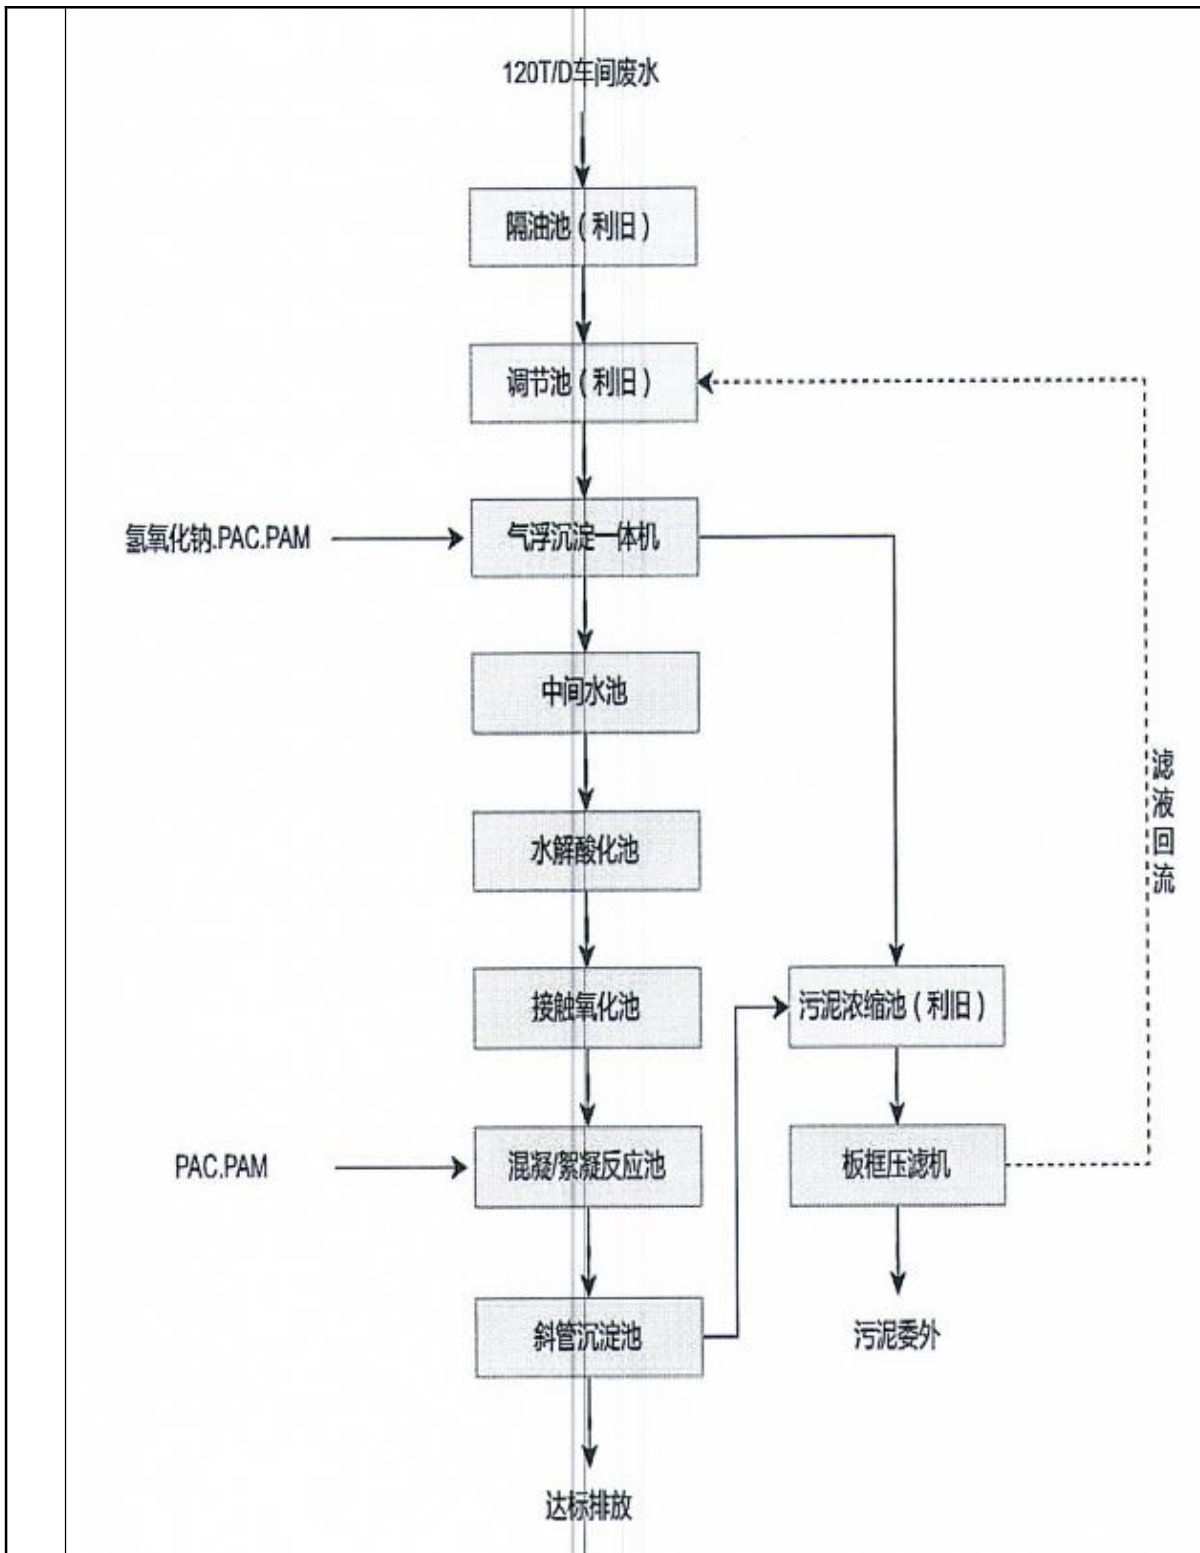 120T/D车间废水
隔油池（利旧）
调节池（利旧）
氢氧化钠.PAC.PAM
气浮沉淀一体机
中间水池
水解酸化池
接触氧化池
污泥浓缩池（利旧）
PAC.PAM
混凝/絮凝反应池
板框压滤机
斜管沉淀池
污泥委外
达标排放
滤液回流